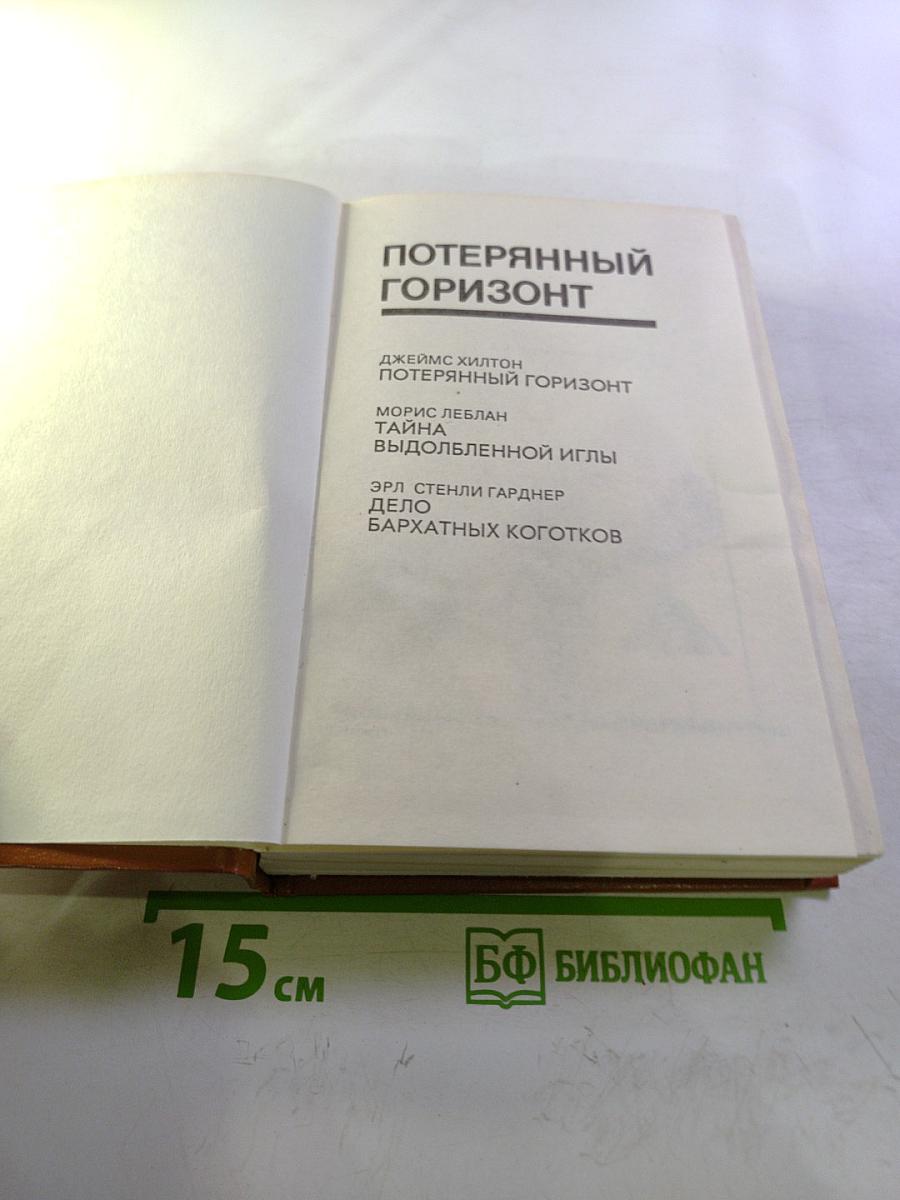 ПОТЕРЯННЫЙ
ГОРИЗОНТ
ДЖЕЙМС ХИЛТОН
ПОТЕРЯННЫЙ ГОРИЗОНТ
МОРИС ЛЕБЛАН
ТАЙНА
ВЫДОЛБЛЕННОЙ ИГЛЫ
ЭРЛ СТЕНЛИ ГАРДНЕР
ДЕЛО
БАРХАТНЫХ КОГОТКОВ
15 см
БФ БИБЛИОФАН